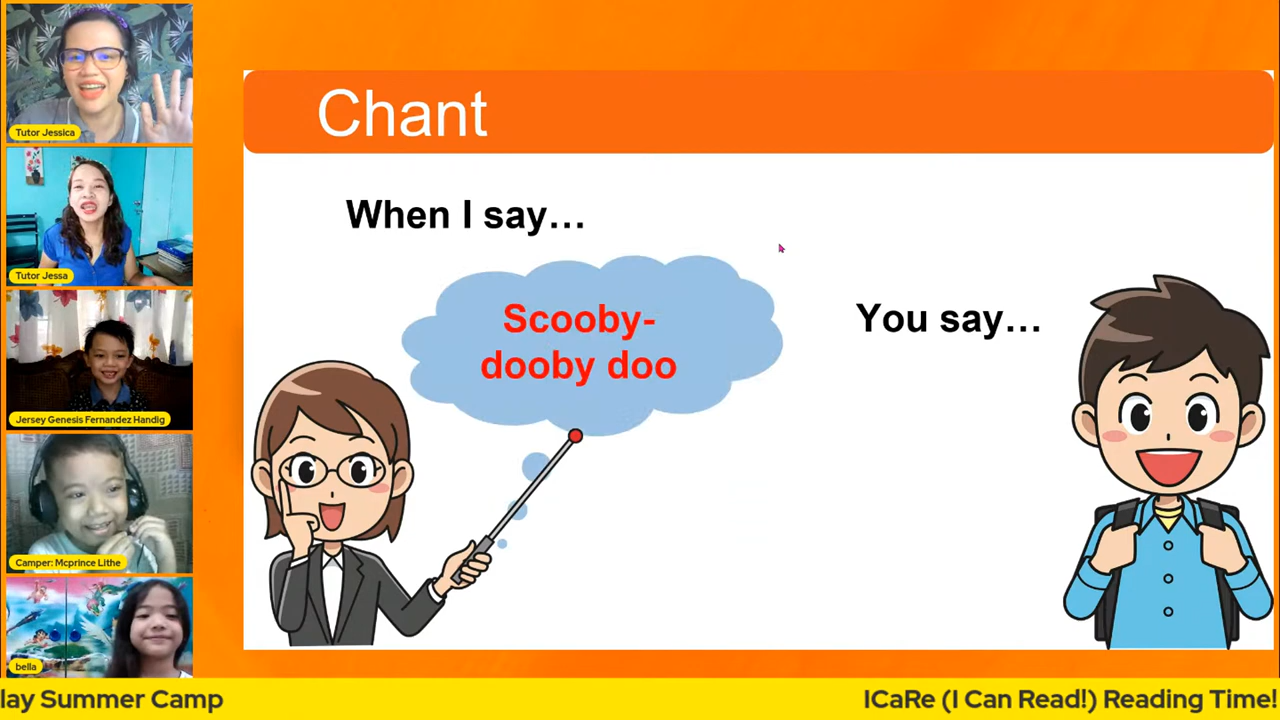 Tutor Jessica
Tutor Jessa
Jersey Genesis Fernandez Handig
Camper: Mcprince Lithe
bella
Chant
When I say...
Scooby-
dooby doo
You say...
lay Summer Camp
ICaRe (I Can Read!) Reading Time!